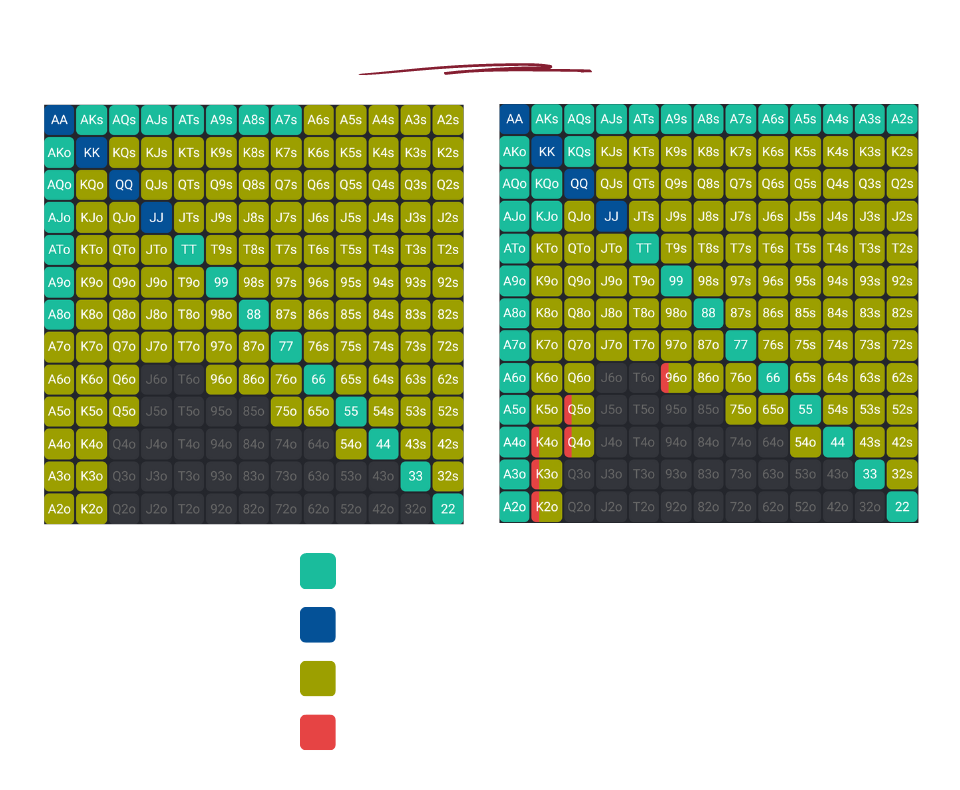 AA AKs AQs AJs ATs A9s A8s A7s A6s A5s A4s A3s A2s
AKo KK KQs KJs KTs K9s K8s K7s K6s K5s K4s K3s K2s
AQo KQo QQ QJs QTs Q9s Q8s Q7s Q6s Q5s Q4s Q3s Q2s
AJo KJo QJo JJ JTs J9s J8s J7s J6s J5s J4s J3s J2s
ATo KTo QTo JTo TT T9s T8s T7s T6s T5s T4s T3s T2s
A9o K9o Q9o J9o T9o 99 98s 97s 96s 95s 94s 93s 92s
A8o K8o Q8o J8o T8o 98o 88 87s 86s 85s 84s 83s 82s
A7o K7o Q7o J7o T7o 97o 87o 77 76s 75s 74s 73s 72s
A6o K6o Q6o J6o T6o 96o 86o 76o 66 65s 64s 63s 62s
A5o K5o Q5o J5o T5o 95o 85o 75o 65o 55 54s 53s 52s
A4o K4o Q4o J4o T4o 94o 84o 74o 64o 54o 44 43s 42s
A3o K3o Q3o J3o T3o 93o 83o 73o 63o 53o 43o 33 32s
A2o K2o Q2o J2o T2o 92o 82o 72o 62o 52o 42o 32o 22
AA AKs AQs AJs ATs A9s A8s A7s A6s A5s A4s A3s A2s
AKo KK KQs KJs KTs K9s K8s K7s K6s K5s K4s K3s K2s
AQo KQo QQ QJs QTs Q9s Q8s Q7s Q6s Q5s Q4s Q3s Q2s
AJo KJo QJo JJ JTs J9s J8s J7s J6s J5s J4s J3s J2s
ATo KTo QTo JTo TT T9s T8s T7s T6s T5s T4s T3s T2s
A9o K9o Q9o J9o T9o 99 98s 97s 96s 95s 94s 93s 92s
A8o K8o Q8o J8o T8o 98o 88 87s 86s 85s 84s 83s 82s
A7o K7o Q7o J7o T7o 97o 87o 77 76s 75s 74s 73s 72s
A6o K6o Q6o J6o T6o 96o 86o 76o 66 65s 64s 63s 62s
A5o K5o Q5o J5o T5o 95o 85o 75o 65o 55 54s 53s 52s
A4o K4o Q4o J4o T4o 94o 84o 74o 64o 54o 44 43s 42s
A3o K3o Q3o J3o T3o 93o 83o 73o 63o 53o 43o 33 32s
A2o K2o Q2o J2o T2o 92o 82o 72o 62o 52o 42o 32o 22